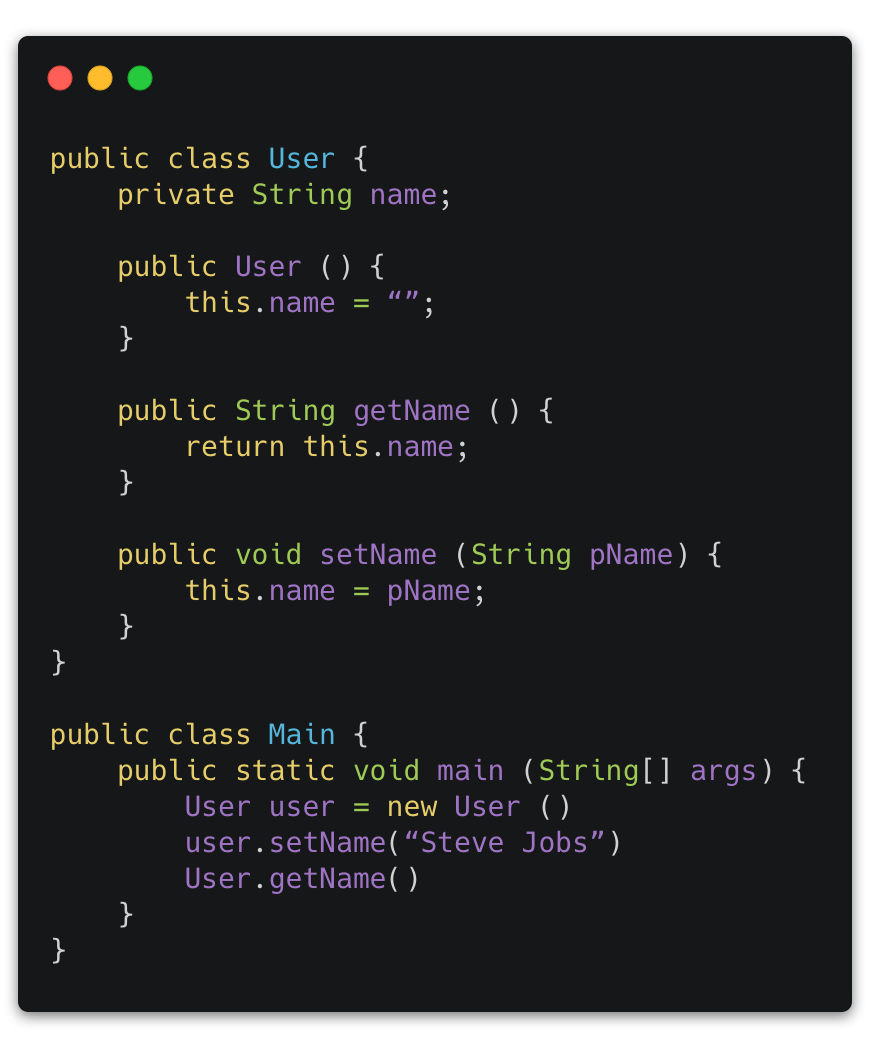 public class User {
    private String name;

    public User () {
        this.name = “”;
    }

    public String getName () {
        return this.name;
    }

    public void setName (String pName) {
        this.name = pName;
    }
}

public class Main {
    public static void main (String[] args) {
        User user = new User ()
        user.setName(“Steve Jobs”)
        User.getName()
    }
}